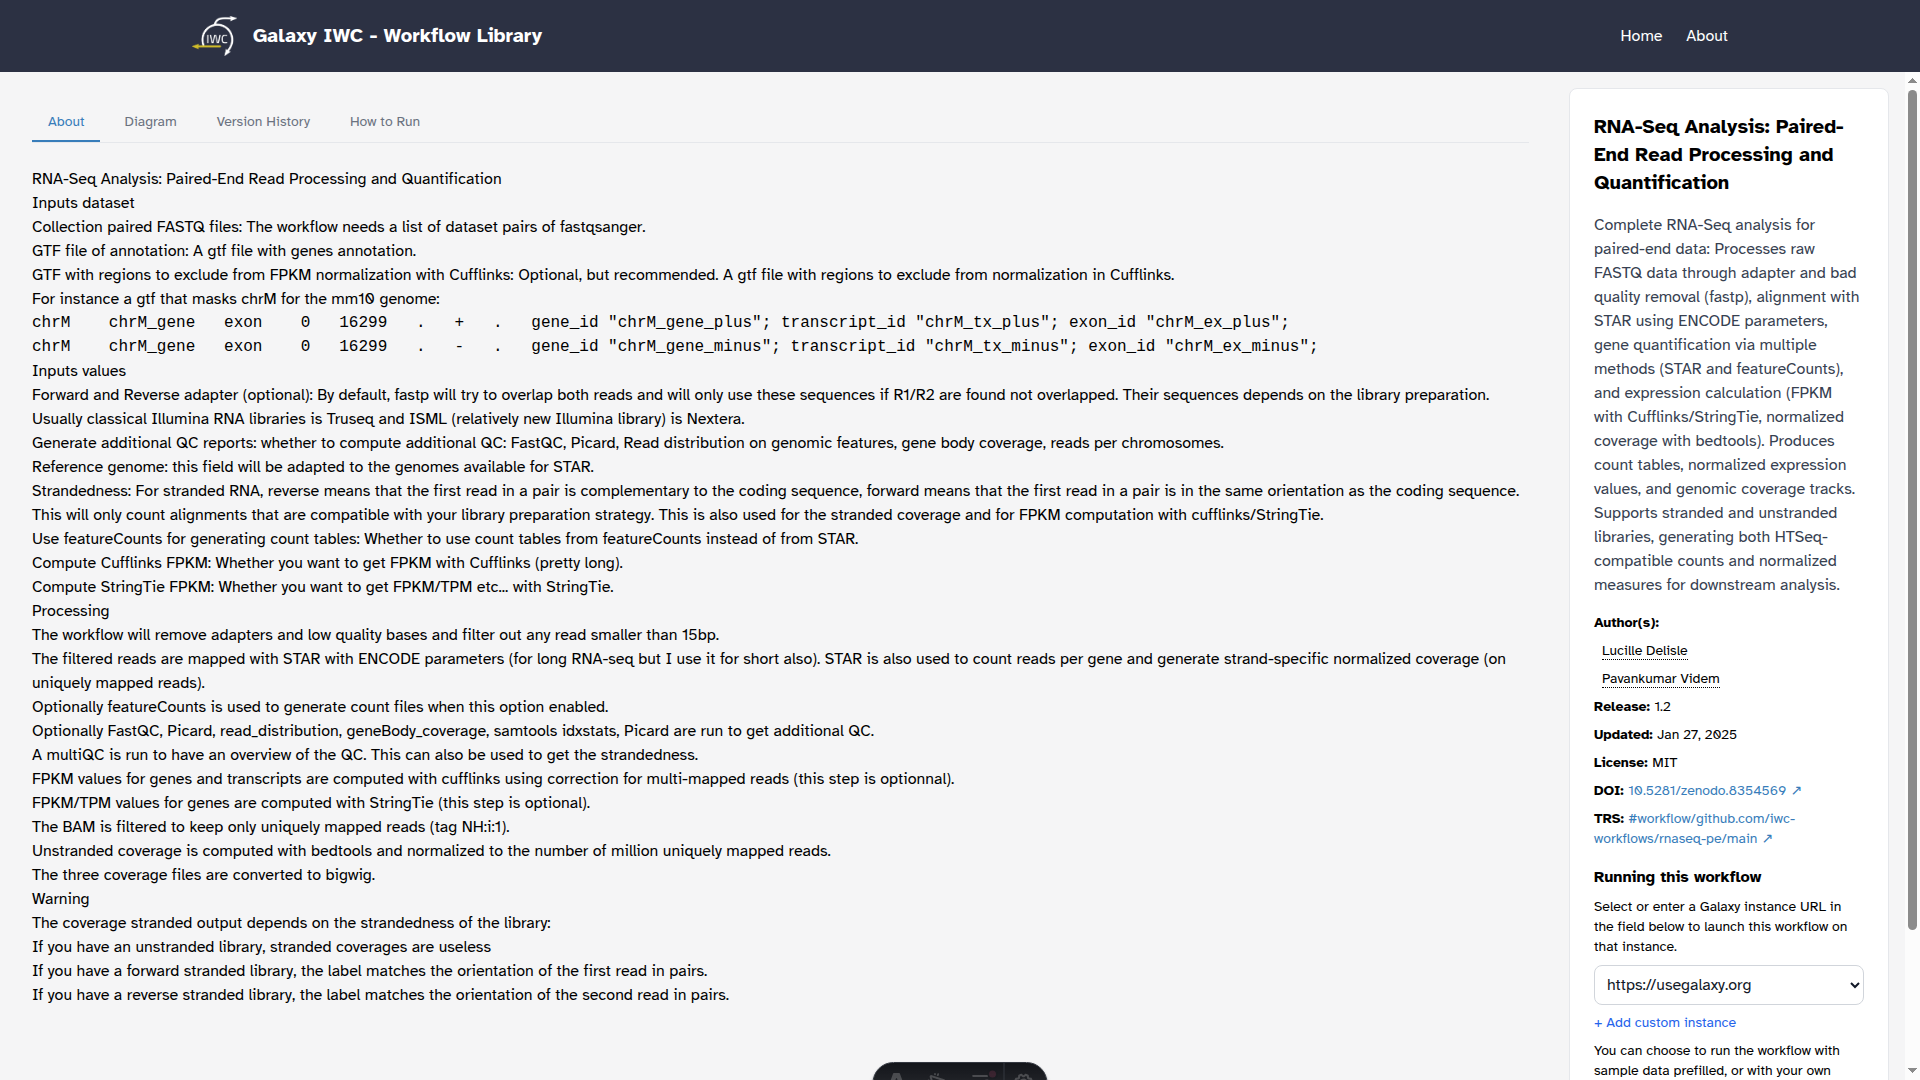 IWC
Galaxy IWC - Workflow Library
Home
About
About
Diagram
Version History
How to Run
RNA-Seq Analysis: Paired-End Read Processing and Quantification
Inputs dataset
Collection paired FASTQ files: The workflow needs a list of dataset pairs of fastqsanger.
GTF file of annotation: A gtf file with genes annotation.
GTF with regions to exclude from FPKM normalization with Cufflinks: Optional, but recommended. A gtf file with regions to exclude from normalization in Cufflinks.
For instance a gtf that masks chrM for the mm10 genome:
chrM    chrM_gene   exon    0   16299   .   +   .   gene_id "chrM_gene_plus"; transcript_id "chrM_tx_plus"; exon_id "chrM_ex_plus";
chrM    chrM_gene   exon    0   16299   .   -   .   gene_id "chrM_gene_minus"; transcript_id "chrM_tx_minus"; exon_id "chrM_ex_minus";
Inputs values
Forward and Reverse adapter (optional): By default, fastp will try to overlap both reads and will only use these sequences if R1/R2 are found not overlapped. Their sequences depends on the library preparation.
Usually classical Illumina RNA libraries is Truseq and ISML (relatively new Illumina library) is Nextera.
Generate additional QC reports: whether to compute additional QC: FastQC, Picard, Read distribution on genomic features, gene body coverage, reads per chromosomes.
Reference genome: this field will be adapted to the genomes available for STAR.
Strandedness: For stranded RNA, reverse means that the first read in a pair is complementary to the coding sequence, forward means that the first read in a pair is in the same orientation as the coding sequence.
This will only count alignments that are compatible with your library preparation strategy. This is also used for the stranded coverage and for FPKM computation with cufflinks/StringTie.
Use featureCounts for generating count tables: Whether to use count tables from featureCounts instead of from STAR.
Compute Cufflinks FPKM: Whether you want to get FPKM with Cufflinks (pretty long).
Compute StringTie FPKM: Whether you want to get FPKM/TPM etc... with StringTie.
Processing
The workflow will remove adapters and low quality bases and filter out any read smaller than 15bp.
The filtered reads are mapped with STAR with ENCODE parameters (for long RNA-seq but I use it for short also). STAR is also used to count reads per gene and generate strand-specific normalized coverage (on
uniquely mapped reads).
Optionally featureCounts is used to generate count files when this option enabled.
Optionally FastQC, Picard, read_distribution, geneBody_coverage, samtools idxstats, Picard are run to get additional QC.
A multiQC is run to have an overview of the QC. This can also be used to get the strandedness.
FPKM values for genes and transcripts are computed with cufflinks using correction for multi-mapped reads (this step is optionnal).
FPKM/TPM values for genes are computed with StringTie (this step is optional).
The BAM is filtered to keep only uniquely mapped reads (tag NH:i:1).
Unstranded coverage is computed with bedtools and normalized to the number of million uniquely mapped reads.
The three coverage files are converted to bigwig.
Warning
The coverage stranded output depends on the strandedness of the library:
If you have an unstranded library, stranded coverages are useless
If you have a forward stranded library, the label matches the orientation of the first read in pairs.
If you have a reverse stranded library, the label matches the orientation of the second read in pairs.
RNA-Seq Analysis: Paired-
End Read Processing and
Quantification
Complete RNA-Seq analysis for
paired-end data: Processes raw
FASTQ data through adapter and bad
quality removal (fastp), alignment with
STAR using ENCODE parameters,
gene quantification via multiple
methods (STAR and featureCounts),
and expression calculation (FPKM
with Cufflinks/StringTie, normalized
coverage with bedtools). Produces
count tables, normalized expression
values, and genomic coverage tracks.
Supports stranded and unstranded
libraries, generating both HTSeq-
compatible counts and normalized
measures for downstream analysis.
Author(s):
Lucille Delisle
Pavankumar Videm
Release: 1.2
Updated: Jan 27, 2025
License: MIT
DOI: 10.5281/zenodo.8354569 ↗
TRS: #workflow/github.com/iwc-
workflows/rnaseq-pe/main ↗
Running this workflow
Select or enter a Galaxy instance URL in
the field below to launch this workflow on
that instance.
https://usegalaxy.org
+ Add custom instance
You can choose to run the workflow with
sample data prefilled, or with your own